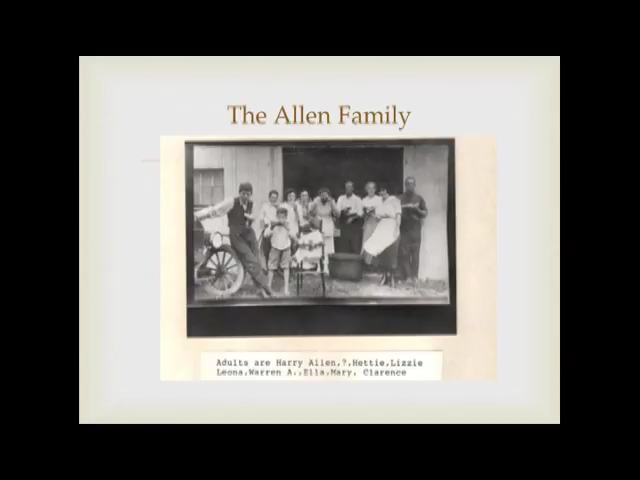 The Allen Family
Adults are Harry Allen,?,Hettie,Lizzie
Leona,Warren A.,Ella,Mary. Clarence